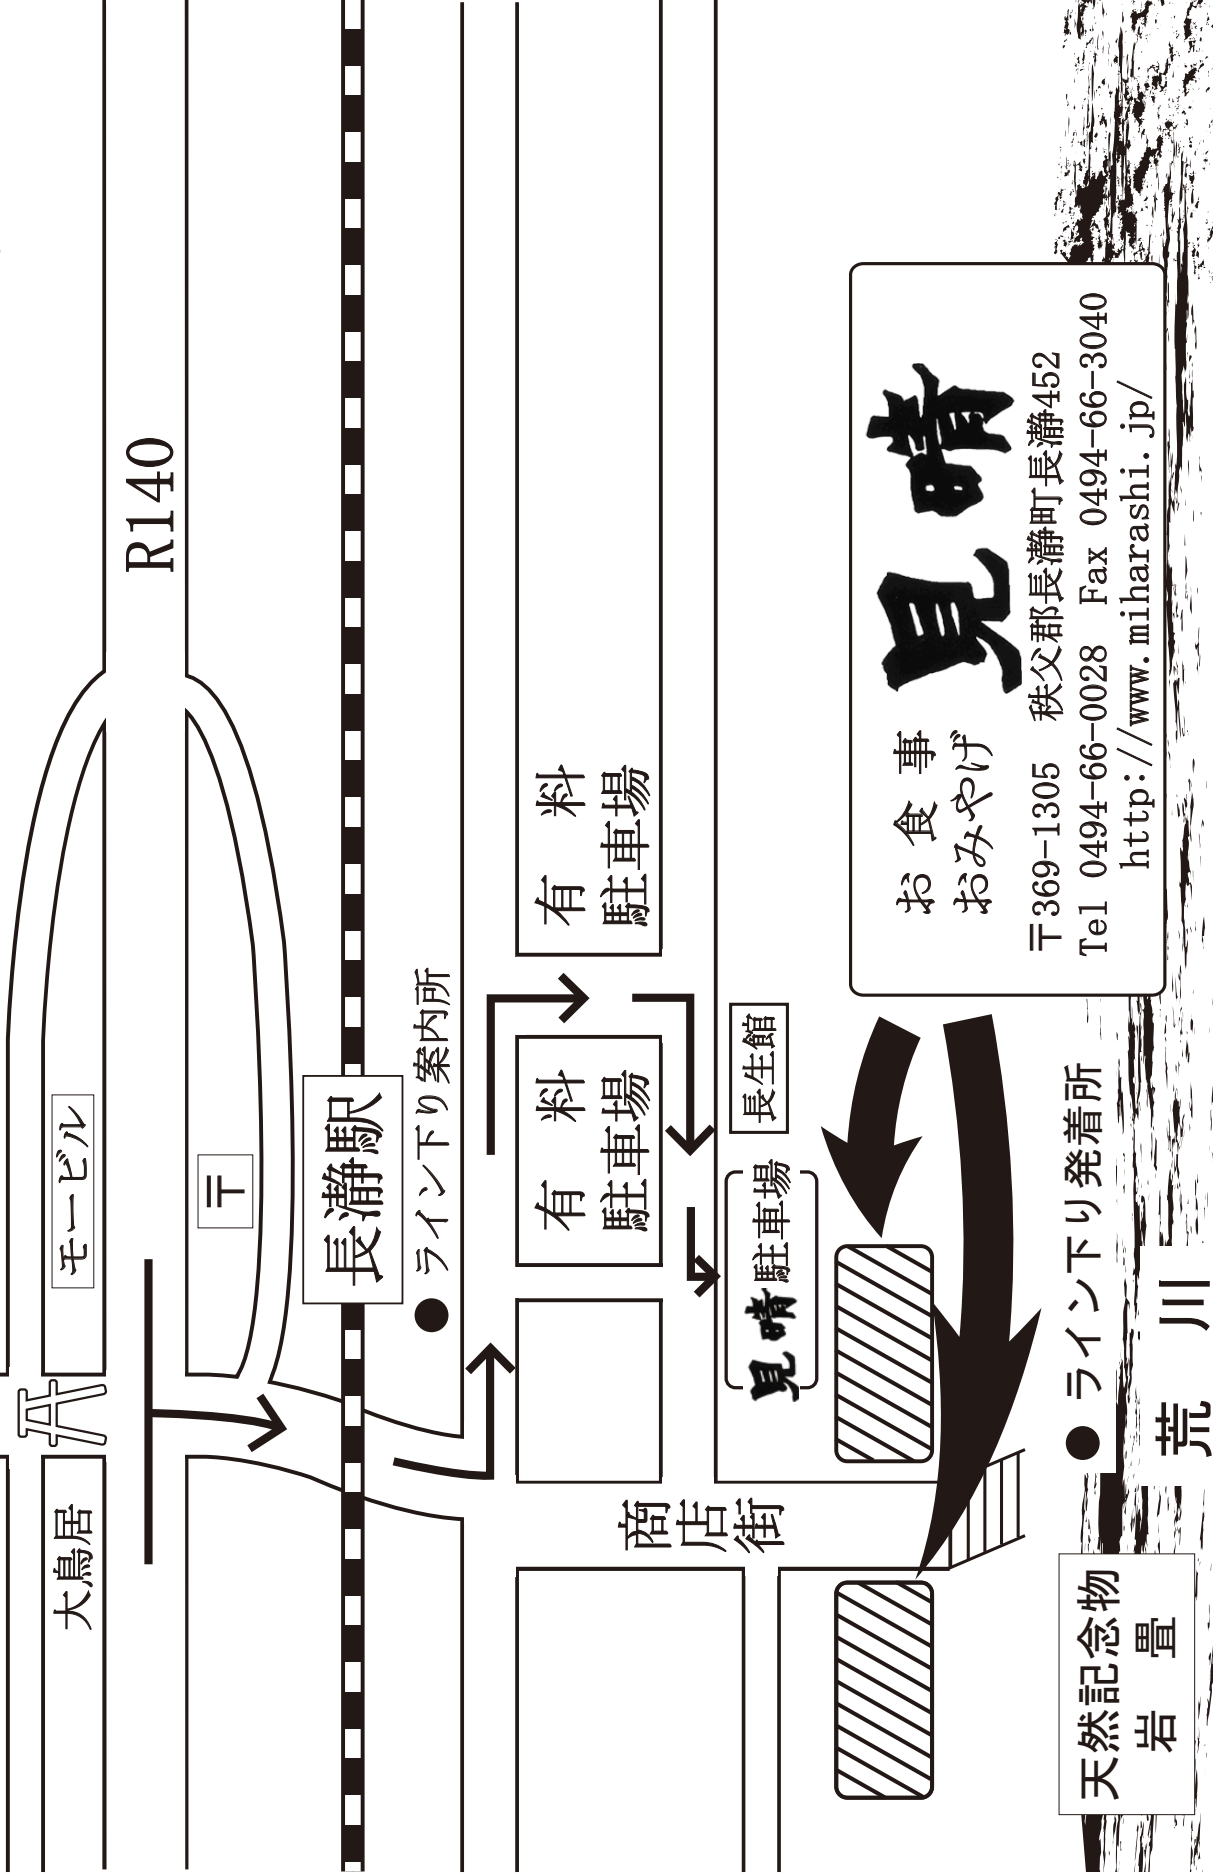 R140
モービル
〒
大鳥居
長瀞駅
●ライン下り案内所
有料
駐車場
有料
駐車場
長生館
見晴駐車場
商店街
お食事
おみやげ
見晴
〒369-1305 秩父郡長瀞町長瀞452
Tel 0494-66-0028 Fax 0494-66-3040
http://www.miharashi.jp/
●ライン下り発着所
荒川
天然記念物
岩畳